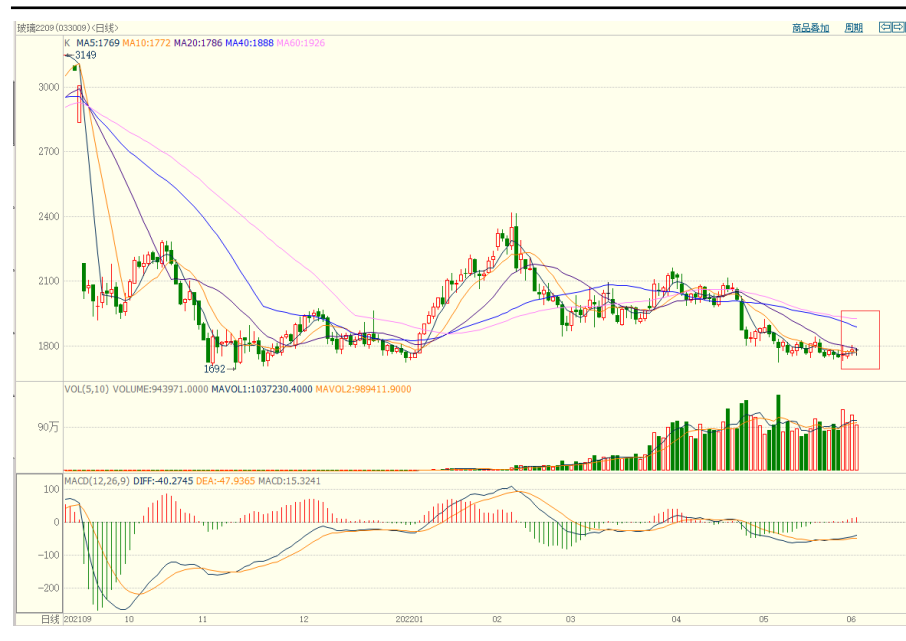 玻璃2209(033009)<日线> 商品叠加 周期
K MA5:1769 MA10:1772 MA20:1786 MA40:1888 MA60:1926
3149
3000
2700
2400
2100
1800
1692
VOL(5,10) VOLUME:943971.0000 MAVOL1:1037230.4000 MAVOL2:989411.9000
90万
MACD(12,26,9) DIFF:-40.2745 DEA:-47.9365 MACD:15.3241
100
0
-100
-200
日线 202109 10 11 12 202201 02 03 04 05 06